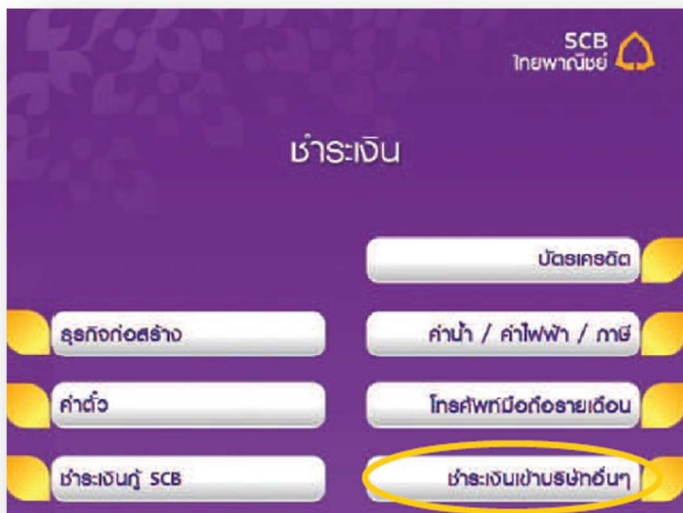 SCB
ไทยพาณิชย์
ชำระเงิน
บัตรเครดิต
ธุรกิจก่อสร้าง
ค่าน้ำ / ค่าไฟฟ้า / ภาษี
ค่าตั๋ว
โทรศัพท์มือถือรายเดือน
ชำระเงินกู้ SCB
ชำระเงินเข้าบริษัทอื่นๆ